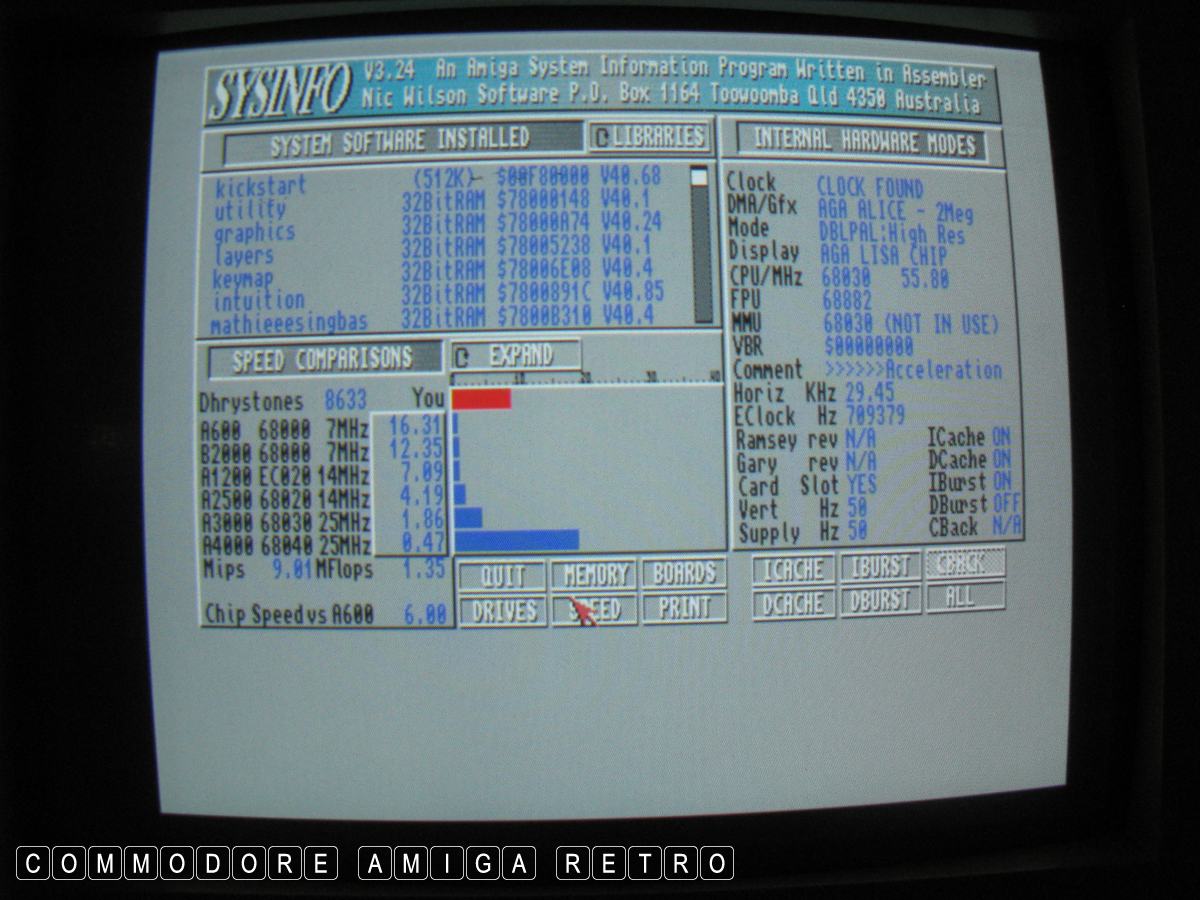 SYSINFO V3.24 An Amiga System Information Program Written in Assembler
Nic Wilson Software P.O. Box 1164 Toowoomba Qld 4350 Australia
SYSTEM SOFTWARE INSTALLED LIBRARIES
kickstart (512K)- $00F80000 V40.68
utility 32BitRAM $78000148 V40.1
graphics 32BitRAM $78000A74 V40.24
layers 32BitRAM $78005238 V40.1
keymap 32BitRAM $78006E08 V40.4
intuition 32BitRAM $7800891C V40.85
mathieeesingbas 32BitRAM $7800B310 V40.4
INTERNAL HARDWARE MODES
Clock CLOCK FOUND
DMA/Gfx AGA ALICE - 2Meg
Mode DBLPAL:High Res
Display AGA LISA CHIP
CPU/MHz 68030 55.80
FPU 68882
MMU 68030 (NOT IN USE)
VBR $00000000
Comment >>>>>>Acceleration
Horiz KHz 29.45
EClock Hz 709379
Ramsey rev N/A ICache ON
Gary rev N/A DCache ON
Card Slot YES IBurst ON
Vert Hz 50 DBurst OFF
Supply Hz 50 CBack N/A
SPEED COMPARISONS EXPAND
10 20 30 40
Dhrystones 8633 You
A600 68000 7MHz 16.31
B2000 68000 7MHz 12.35
A1200 EC020 14MHz 7.09
A2500 68020 14MHz 4.19
A3000 68030 25MHz 1.86
A4000 68040 25MHz 0.47
Mips 9.01 MFlops 1.35
Chip Speed vs A600 6.00
QUIT MEMORY BOARDS
DRIVES SPEED PRINT
ICACHE IBURST CBACK
DCACHE DBURST ALL
COMMODORE AMIGA RETRO